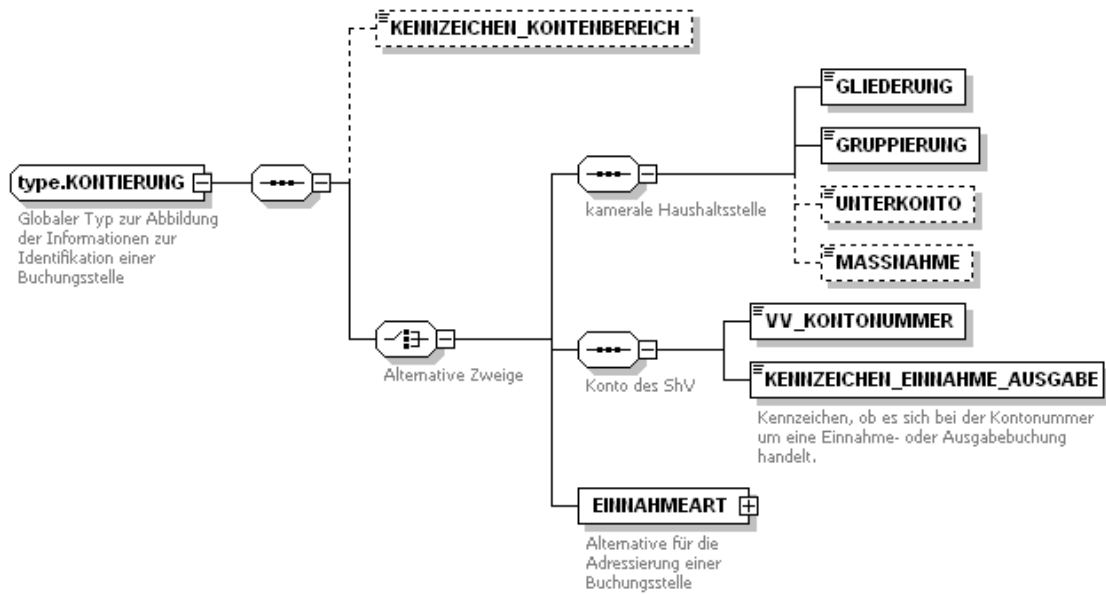 KENNZEICHEN_KONTENBEREICH
GLIEDERUNG
GRUPPIERUNG
type.KONTIERUNG
Globaler Typ zur Abbildung
der Informationen zur
Identifikation einer
Buchungsstelle
kamerale Haushaltsstelle
UNTERKONTO
MASSNAHME
Alternative Zweige
Konto des ShV
VV_KONTONUMMER
KENNZEICHEN_EINNAHME_AUSGABE
Kennzeichen, ob es sich bei der Kontonummer
um eine Einnahme- oder Ausgabebuchung
handelt.
EINNAHMEART
Alternative für die
Adressierung einer
Buchungsstelle